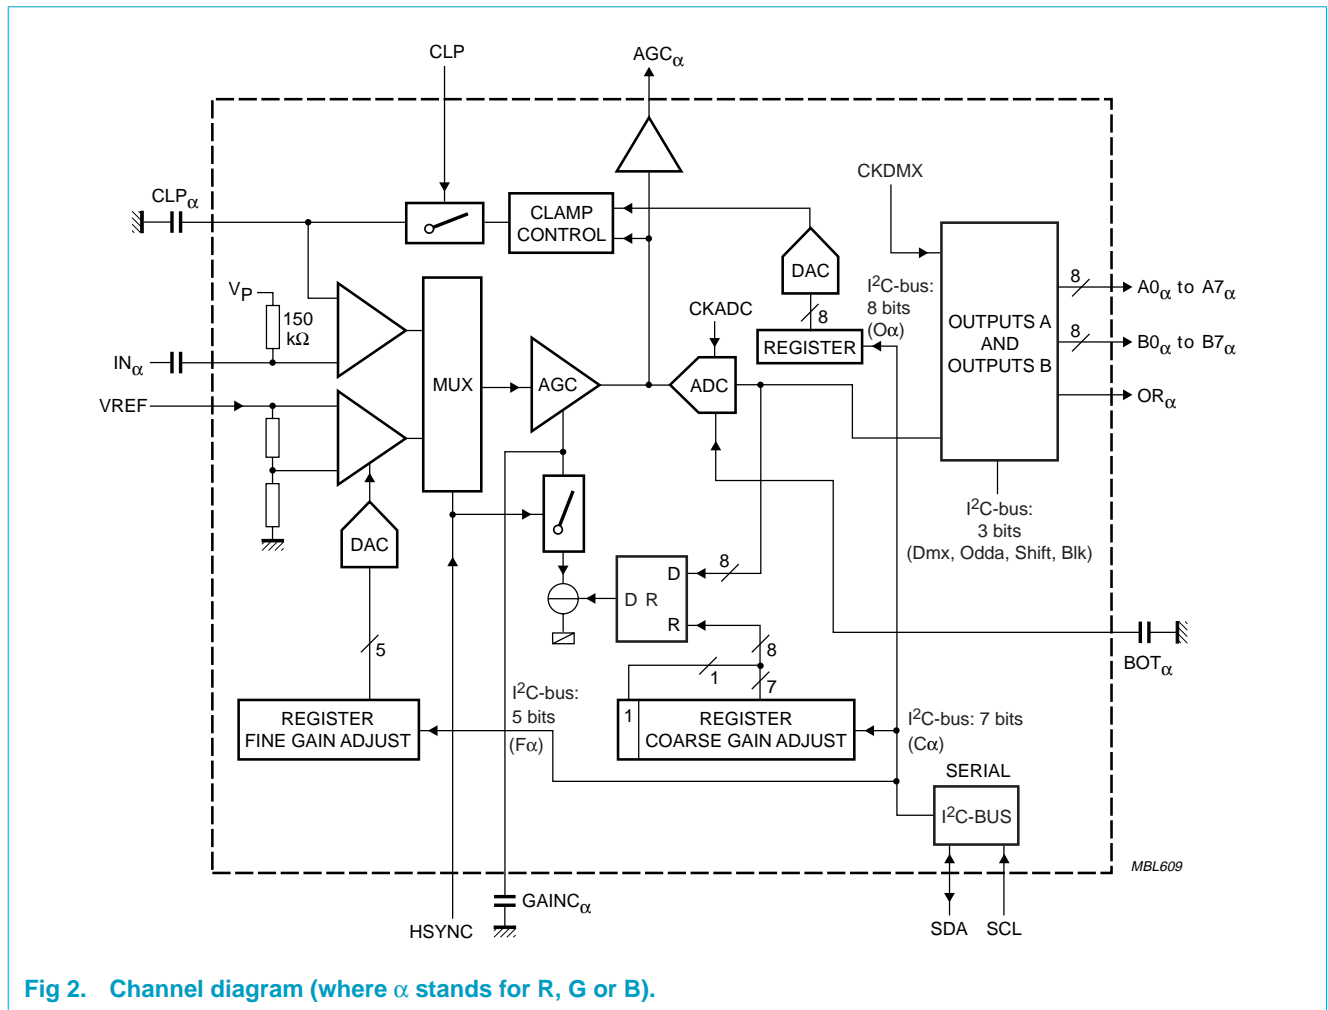 CLP
AGCα
CKDMX
CLPα
CLAMP
CONTROL
DAC
I²C-bus:
8 bits
(Oα)
8
A0α to A7α
VP
150
kΩ
CKADC
8
REGISTER
OUTPUTS A
AND
OUTPUTS B
8
B0α to B7α
INα
MUX
AGC
ADC
ORα
VREF
I²C-bus:
3 bits
(Dmx, Odda, Shift, Blk)
DAC
8
D
D R
R
5
8
1
7
BOTα
REGISTER
FINE GAIN ADJUST
I²C-bus:
5 bits
(Fα)
1
REGISTER
COARSE GAIN ADJUST
I²C-bus: 7 bits
(Cα)
SERIAL
I²C-BUS
MBL609
GAINCα
HSYNC
SDA
SCL
Fig 2. Channel diagram (where α stands for R, G or B).